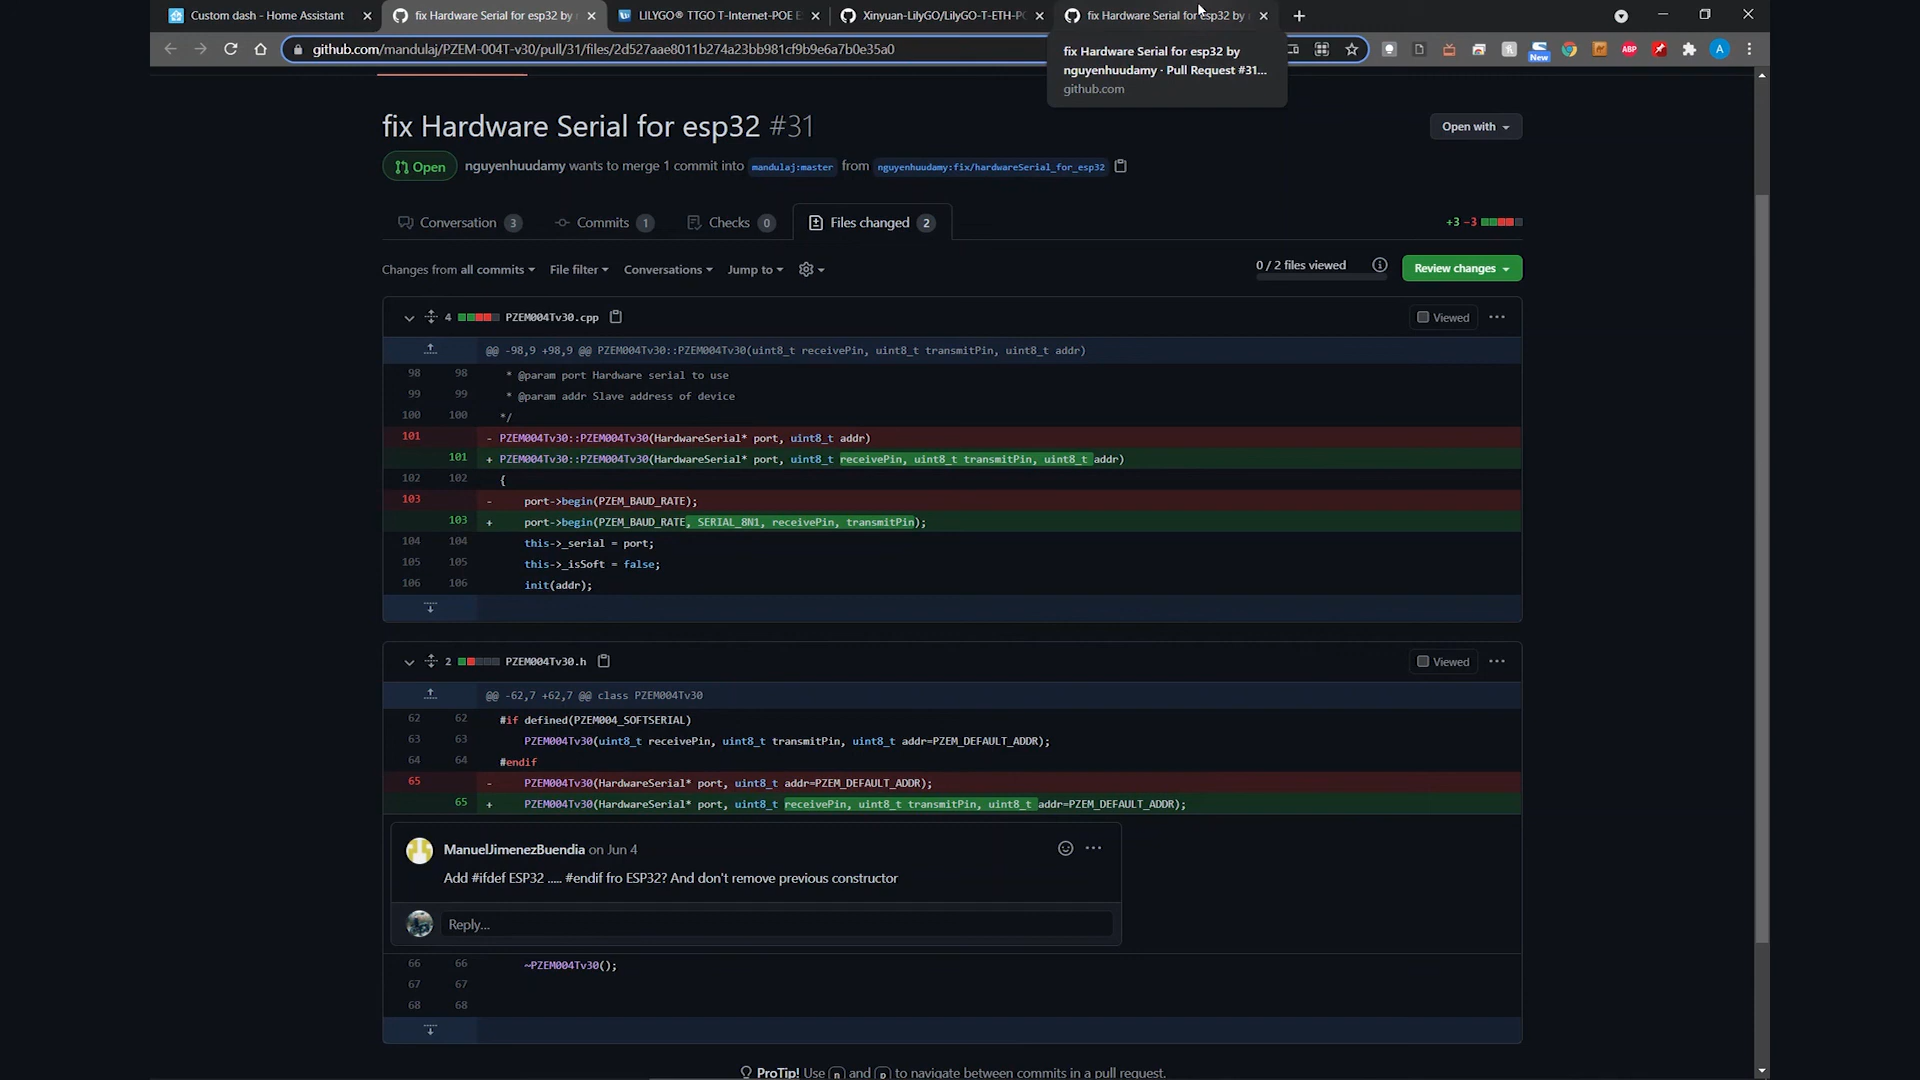 Custom dash - Home Assistant
fix Hardware Serial for esp32 by
LILYGO® TTGO T-Internet-POE E
Xinyuan-LilyGO/LilyGO-T-ETH-PO
fix Hardware Serial for esp32 by
github.com/mandulaj/PZEM-004T-v30/pull/31/files/2d527aae8011b274a23bb981cf9b9e6a7b0e35a0
New
ABP
A
fix Hardware Serial for esp32 by
nguyenhuudamy · Pull Request #31...
github.com
fix Hardware Serial for esp32 #31
Open with
Open
nguyenhuudamy wants to merge 1 commit into mandulaj:master from nguyenhuudamy:fix/hardwareSerial_for_esp32
Conversation 3
Commits 1
Checks 0
Files changed 2
+3 −3
Changes from all commits
File filter
Conversations
Jump to
0 / 2 files viewed
Review changes
4 PZEM004Tv30.cpp
Viewed
@@ -98,9 +98,9 @@ PZEM004Tv30::PZEM004Tv30(uint8_t receivePin, uint8_t transmitPin, uint8_t addr)
98 98 * @param port Hardware serial to use
99 99 * @param addr Slave address of device
100 100 */
101 - PZEM004Tv30::PZEM004Tv30(HardwareSerial* port, uint8_t addr)
101 + PZEM004Tv30::PZEM004Tv30(HardwareSerial* port, uint8_t receivePin, uint8_t transmitPin, uint8_t addr)
102 102 {
103 - port->begin(PZEM_BAUD_RATE);
103 + port->begin(PZEM_BAUD_RATE, SERIAL_8N1, receivePin, transmitPin);
104 104 this->_serial = port;
105 105 this->_isSoft = false;
106 106 init(addr);
2 PZEM004Tv30.h
Viewed
@@ -62,7 +62,7 @@ class PZEM004Tv30
62 62 #if defined(PZEM004_SOFTSERIAL)
63 63 PZEM004Tv30(uint8_t receivePin, uint8_t transmitPin, uint8_t addr=PZEM_DEFAULT_ADDR);
64 64 #endif
65 - PZEM004Tv30(HardwareSerial* port, uint8_t addr=PZEM_DEFAULT_ADDR);
65 + PZEM004Tv30(HardwareSerial* port, uint8_t receivePin, uint8_t transmitPin, uint8_t addr=PZEM_DEFAULT_ADDR);
ManuelJimenezBuendia on Jun 4
Add #ifdef ESP32 ..... #endif fro ESP32? And don't remove previous constructor
Reply...
66 66 ~PZEM004Tv30();
67 67
68 68
ProTip! Use n and p to navigate between commits in a pull request.